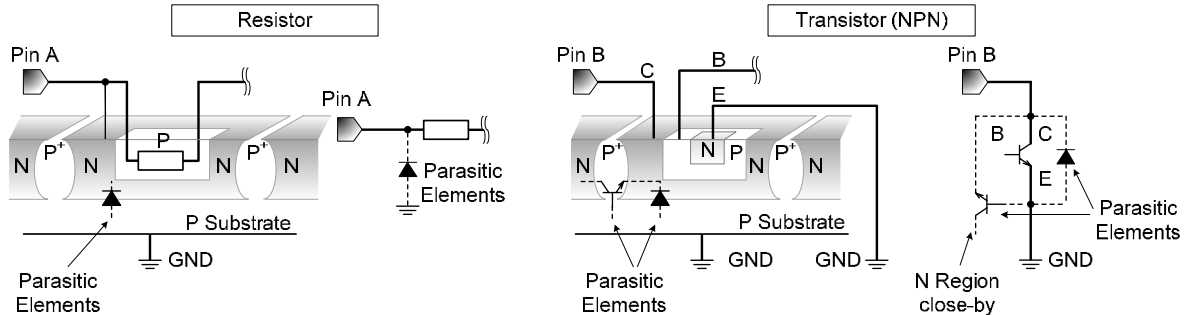 Resistor
Pin A
N
P+
N
P
N
P+
N
P Substrate
GND
Parasitic
Elements
Pin A
Parasitic
Elements
Transistor (NPN)
Pin B
C
B
E
N
P+
N
N
P
N
P+
N
P Substrate
GND
GND
Parasitic
Elements
Pin B
B
C
E
Parasitic
Elements
GND
N Region
close-by